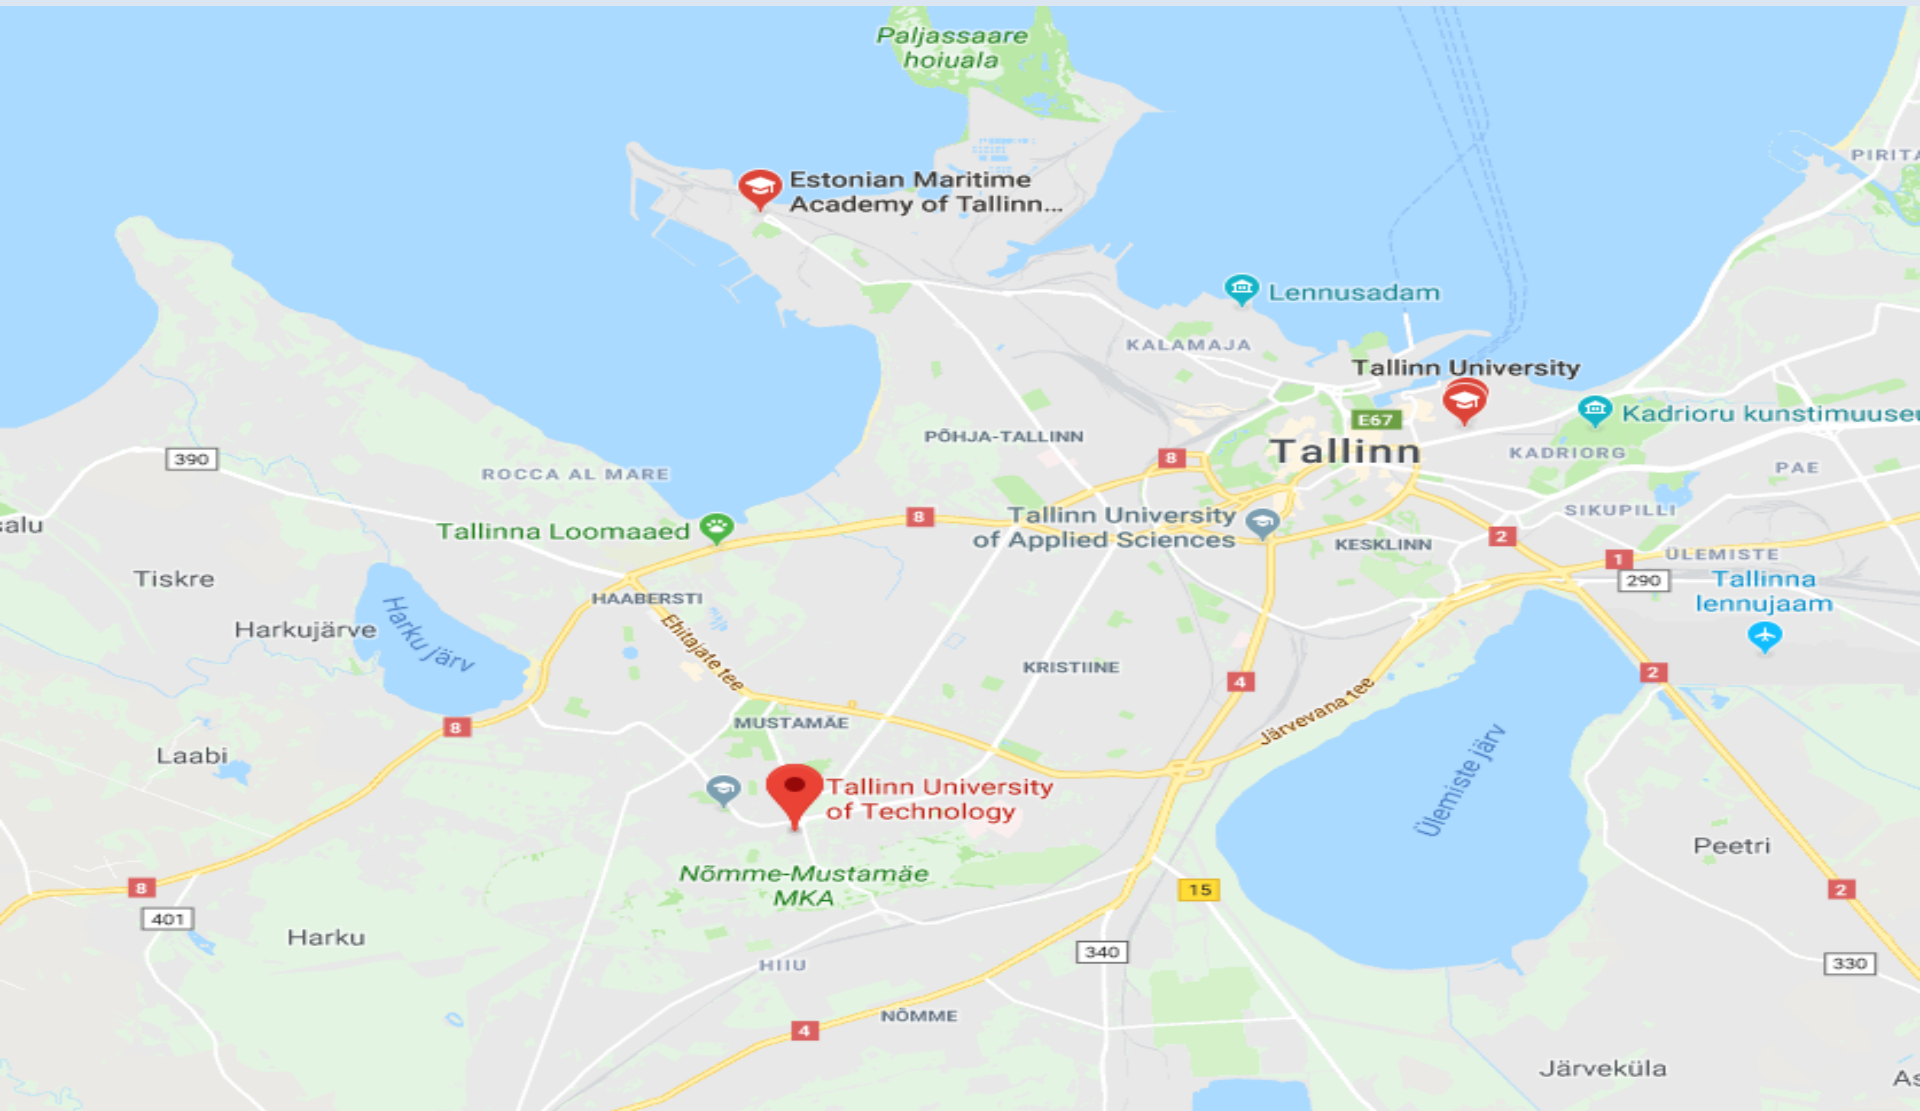 Paljassaare
hoiuala
PIRITA
Estonian Maritime
Academy of Tallinn...
Lennusadam
KALAMAJA
Tallinn University
E67
Kadrioru kunstimuuseu
PÕHJA-TALLINN
Tallinn
8
390
KADRIORG
PAE
ROCCA AL MARE
SIKUPILLI
salu
Tallinna Loomaaed
8
Tallinn University
of Applied Sciences
KESKLINN
2
1
ÜLEMISTE
290
Tallinna
lennujaam
Tiskre
HAABERSTI
Harku järv
Harkujärve
Ehitajate tee
KRISTIINE
4
2
Järvevana tee
8
MUSTAMÄE
Laabi
Ülemiste järv
Tallinn University
of Technology
Peetri
Nõmme-Mustamäe
MKA
8
15
2
401
Harku
340
HIIU
330
NÕMME
4
Järveküla
As